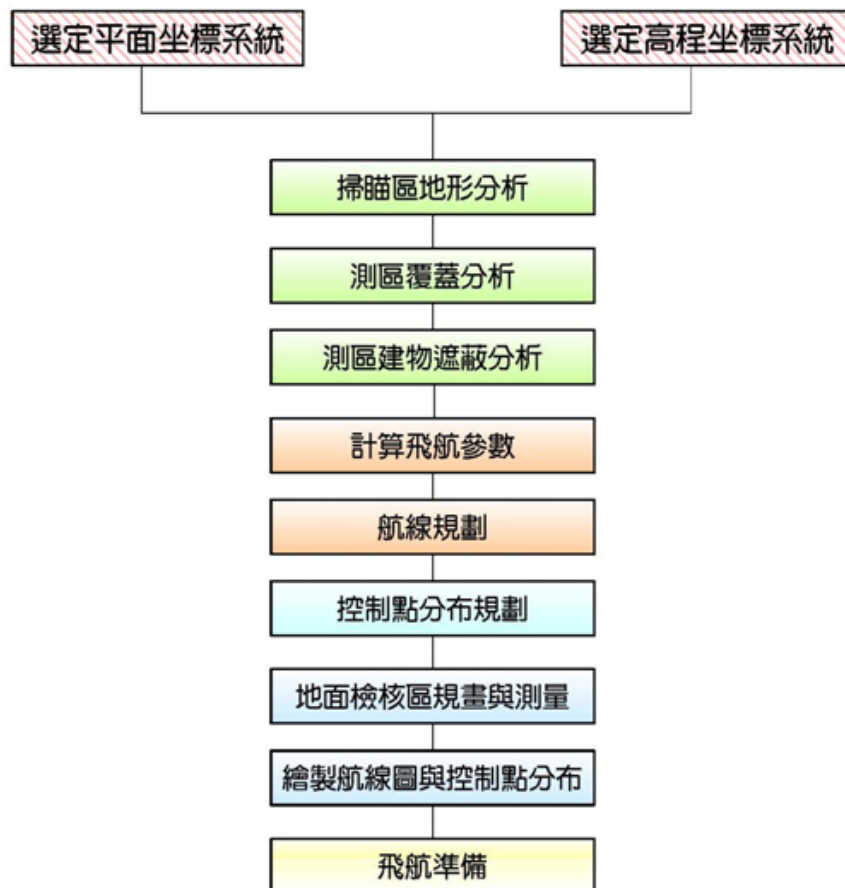 選定平面坐標系統
選定高程坐標系統
掃瞄區地形分析
測區覆蓋分析
測區建物遮蔽分析
計算飛航參數
航線規劃
控制點分布規劃
地面檢核區規畫與測量
繪製航線圖與控制點分布
飛航準備